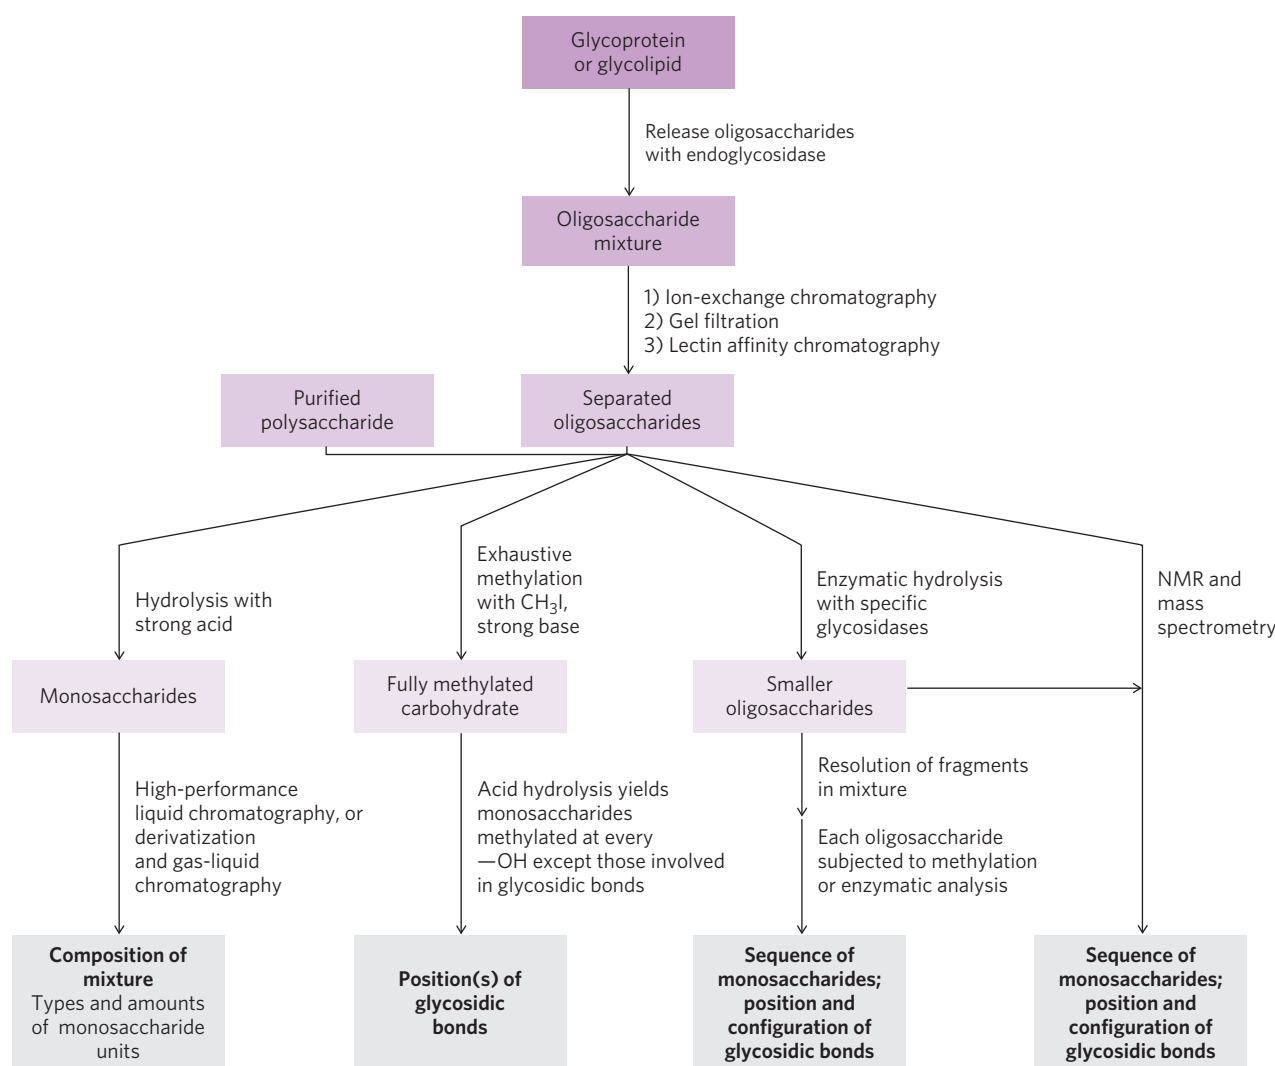 Glycoprotein
or glycolipid
Release oligosaccharides
with endoglycosidase
Oligosaccharide
mixture
1) Ion-exchange chromatography
2) Gel filtration
3) Lectin affinity chromatography
Purified
polysaccharide
Separated
oligosaccharides
Hydrolysis with
strong acid
Exhaustive
methylation
with CH₃I,
strong base
Enzymatic hydrolysis
with specific
glycosidases
NMR and
mass
spectrometry
Monosaccharides
Fully methylated
carbohydrate
Smaller
oligosaccharides
High-performance
liquid chromatography, or
derivatization
and gas-liquid
chromatography
Acid hydrolysis yields
monosaccharides
methylated at every
—OH except those involved
in glycosidic bonds
Resolution of fragments
in mixture
Each oligosaccharide
subjected to methylation
or enzymatic analysis
Composition of
mixture
Types and amounts
of monosaccharide
units
Position(s) of
glycosidic
bonds
Sequence of
monosaccharides;
position and
configuration of
glycosidic bonds
Sequence of
monosaccharides;
position and
configuration of
glycosidic bonds